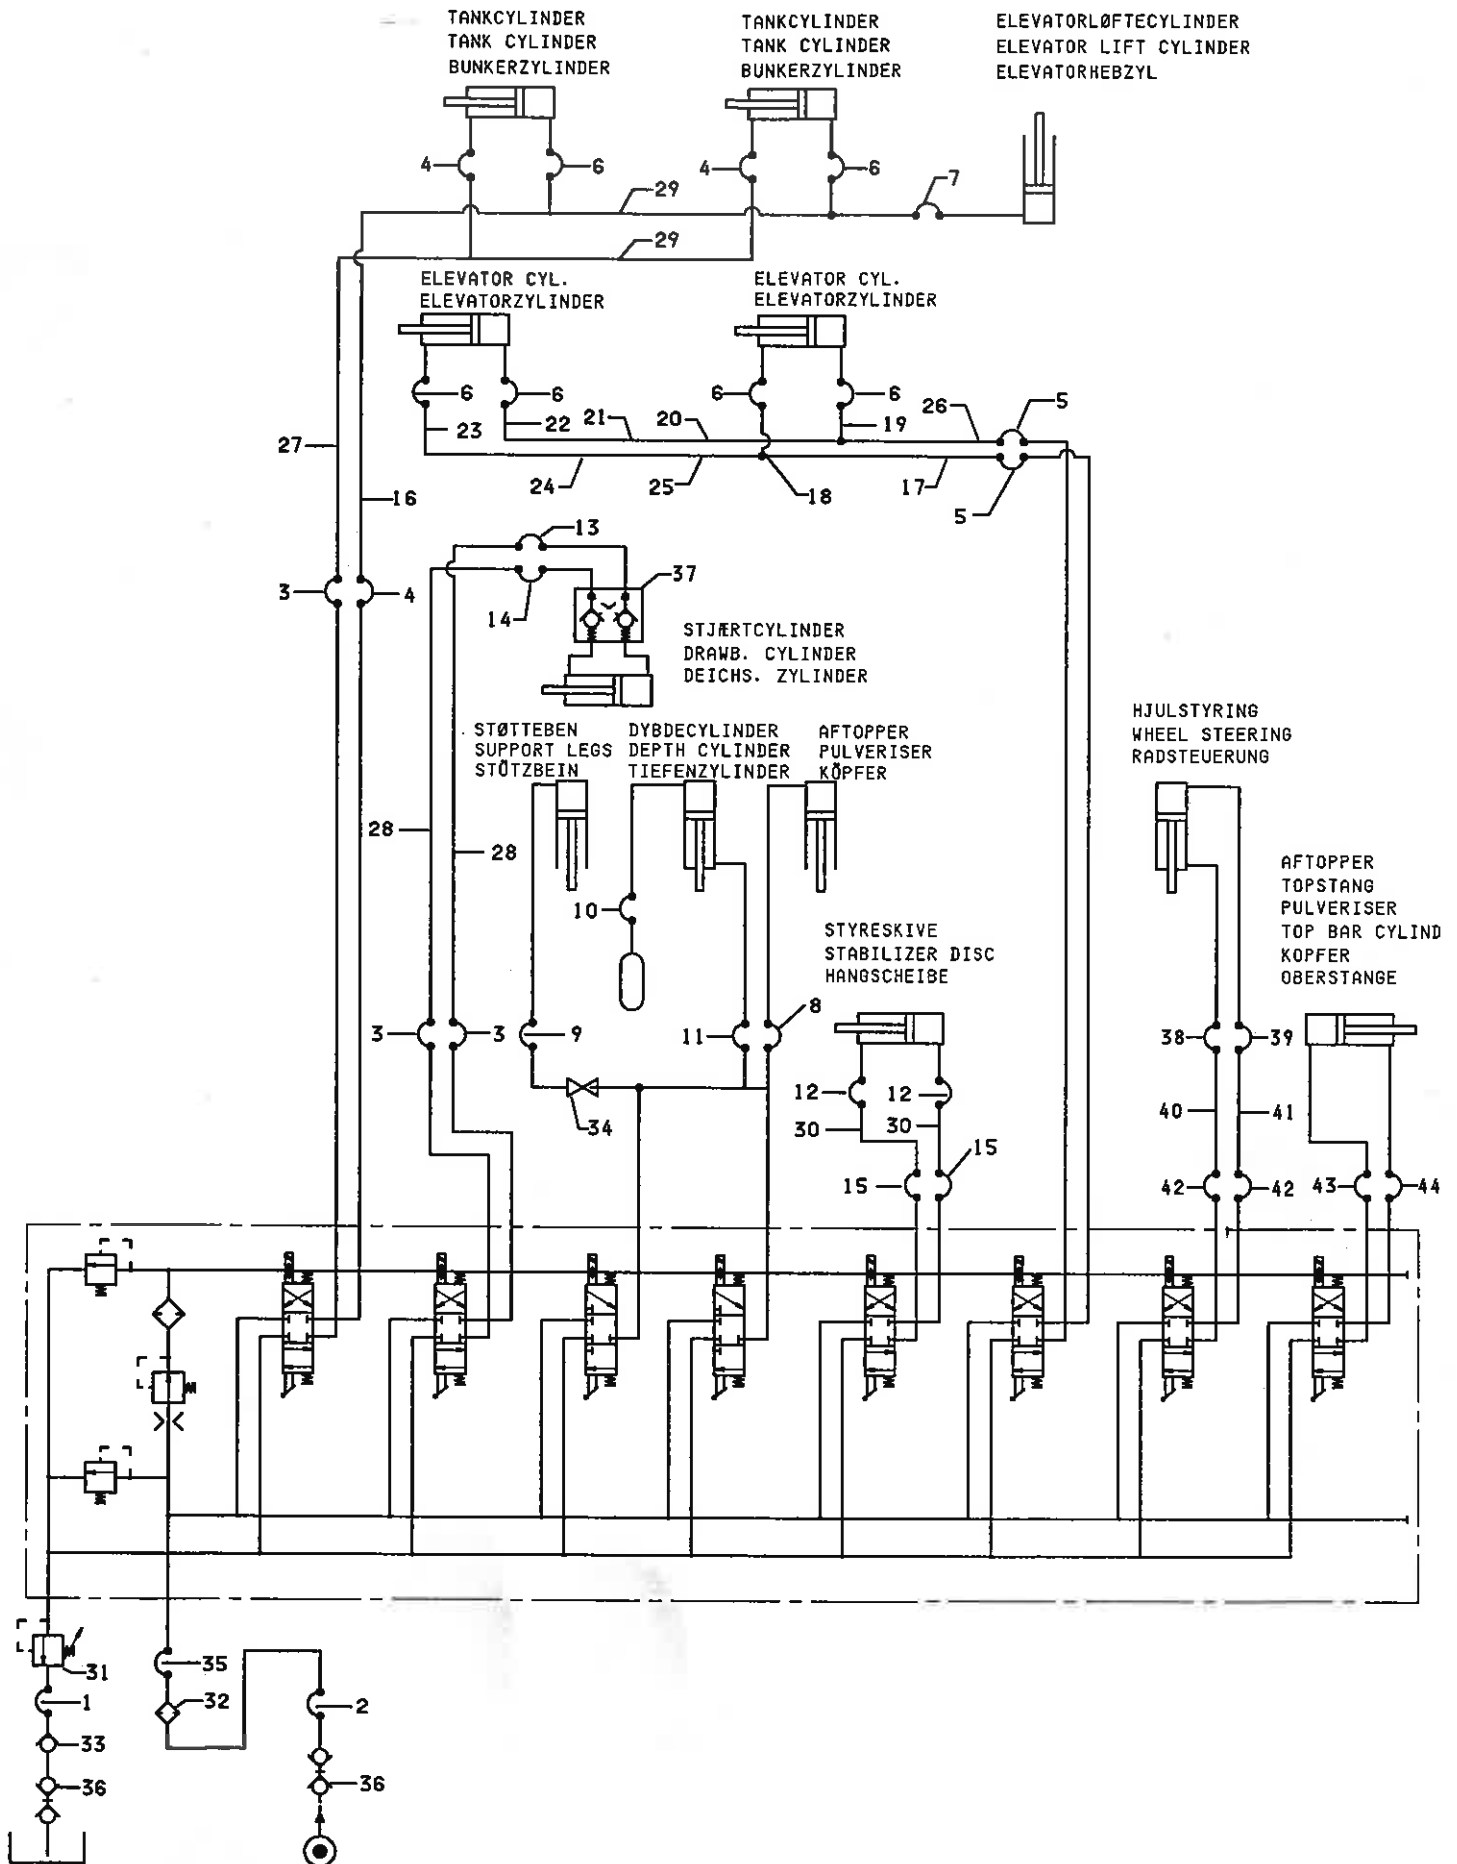 TANKCYLINDER
TANK CYLINDER
BUNKERZYLINDER
TANKCYLINDER
TANK CYLINDER
BUNKERZYLINDER
ELEVATORLØFTECYLINDER
ELEVATOR LIFT CYLINDER
ELEVATORHEBZYL
4
6
4
6
7
29
29
ELEVATOR CYL.
ELEVATORZYLINDER
ELEVATOR CYL.
ELEVATORZYLINDER
6
6
6
6
23
22
21
20
19
26
5
27
24
25
18
17
5
16
13
3
4
14
37
STJÆRTCYLINDER
DRAWB. CYLINDER
DEICHS. ZYLINDER
STØTTEBEN
SUPPORT LEGS
STÖTZBEIN
DYBDECYLINDER
DEPTH CYLINDER
TIEFENZYLINDER
AFTOPPER
PULVERISER
KÖPFER
HJULSTYRING
WHEEL STEERING
RADSTEUERUNG
28
28
10
AFTOPPER
TOPSTANG
PULVERISER
TOP BAR CYLIND
KOPFER
OBERSTANGE
STYRESKIVE
STABILIZER DISC
HANGSCHEIBE
3
3
9
11
8
38
39
12
12
34
30
30
40
41
15
15
42
42
43
44
31
35
1
32
2
33
36
36